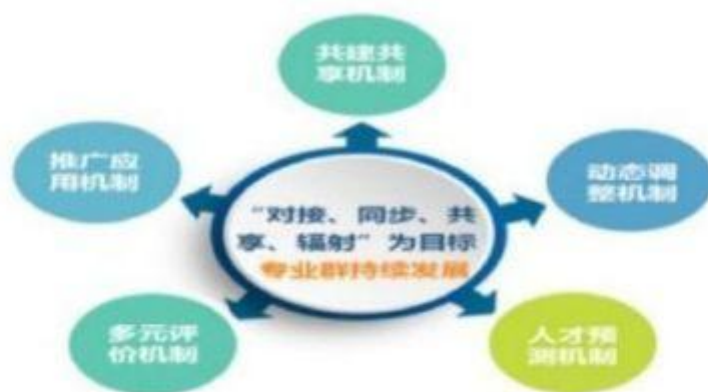 共建共
享机制
推广应
用机制
动态调
整机制
“对接、同步、共
享、辐射”为目标
专业群持续发展
多元评
价机制
人才预
测机制